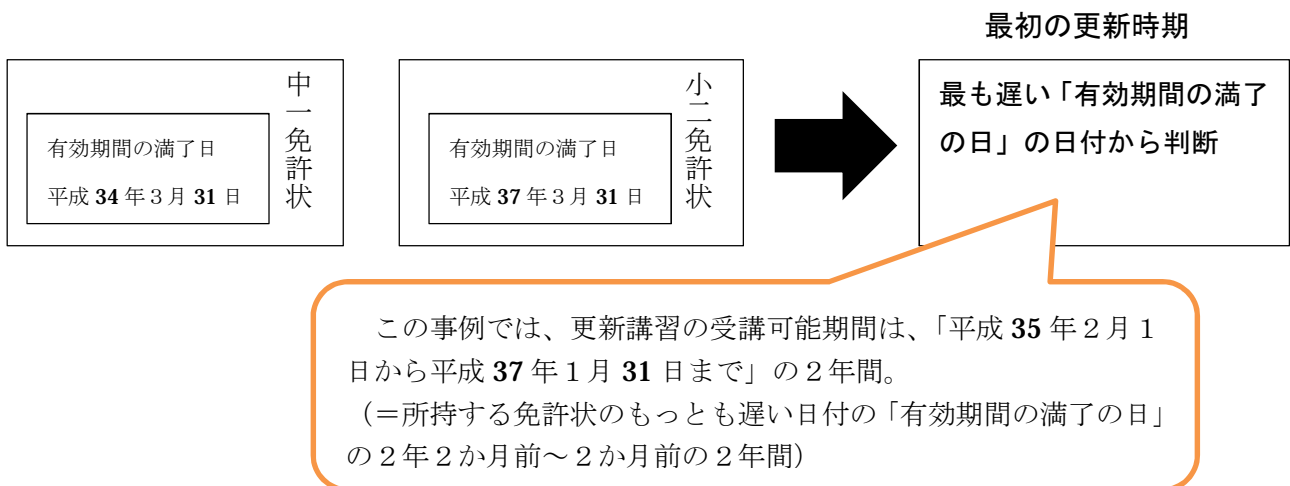 最初の更新時期
中一免許状
有効期間の満了日
平成 34 年３月 31 日
小二免許状
有効期間の満了日
平成 37 年３月 31 日
最も遅い「有効期間の満了
の日」の日付から判断
この事例では、更新講習の受講可能期間は、「平成 35 年２月１
日から平成 37 年１月 31 日まで」の２年間。
（＝所持する免許状のもっとも遅い日付の「有効期間の満了の日」
の２年２か月前～２か月前の２年間）